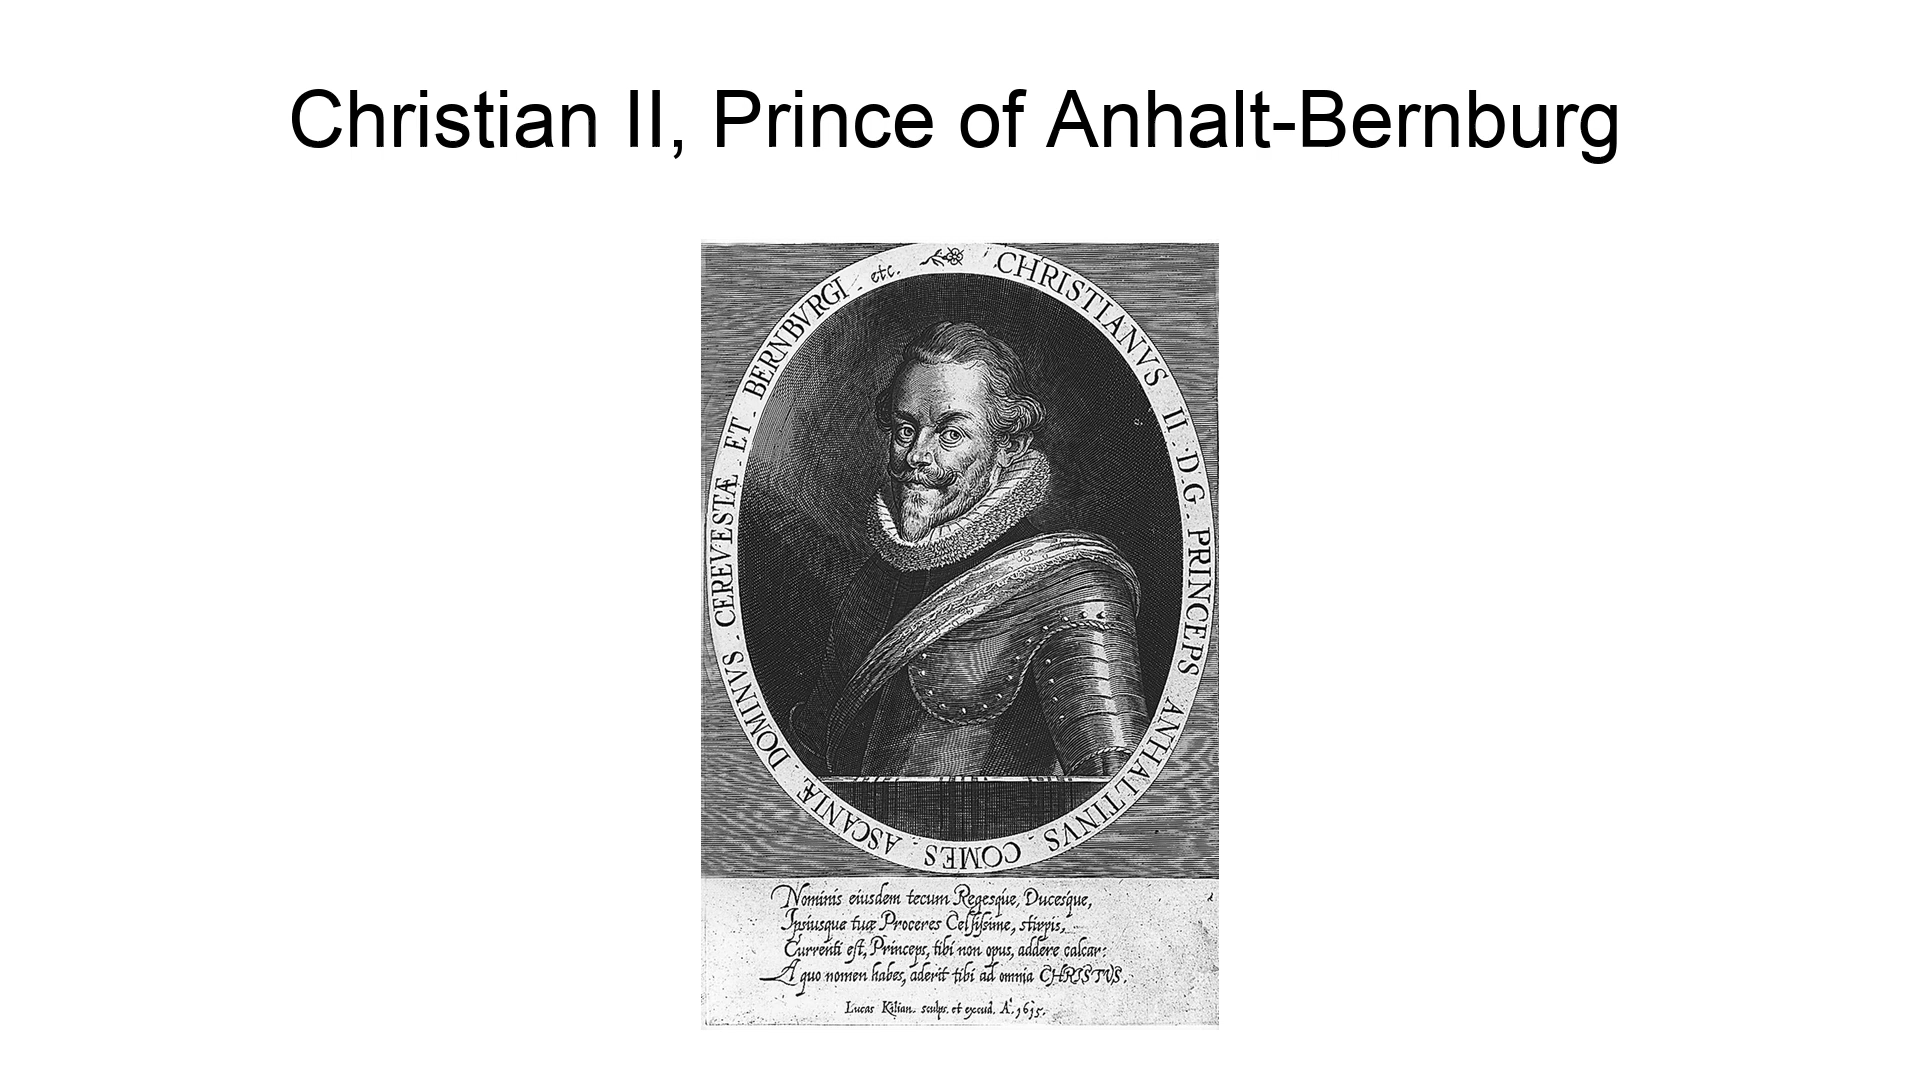 Christian II, Prince of Anhalt-Bernburg
CHRISTIANVS II · D · G · PRINCEPS ANHALTINVS · COMES · ASCANIÆ · DOMINVS · CEREVESTÆ · ET · BERNBVRGI · etc.
Nominis eiusdem tecum Regesque, Ducesque,
Ipsiusque tuæ Proceres Celsissime, stirpis,
Currenti est, Princeps, tibi non opus, addere calcar:
A quo nomen habes, aderit tibi ad omnia CHRISTVS.
Lucas Kilian. sculps. et excud. A.º 1615.